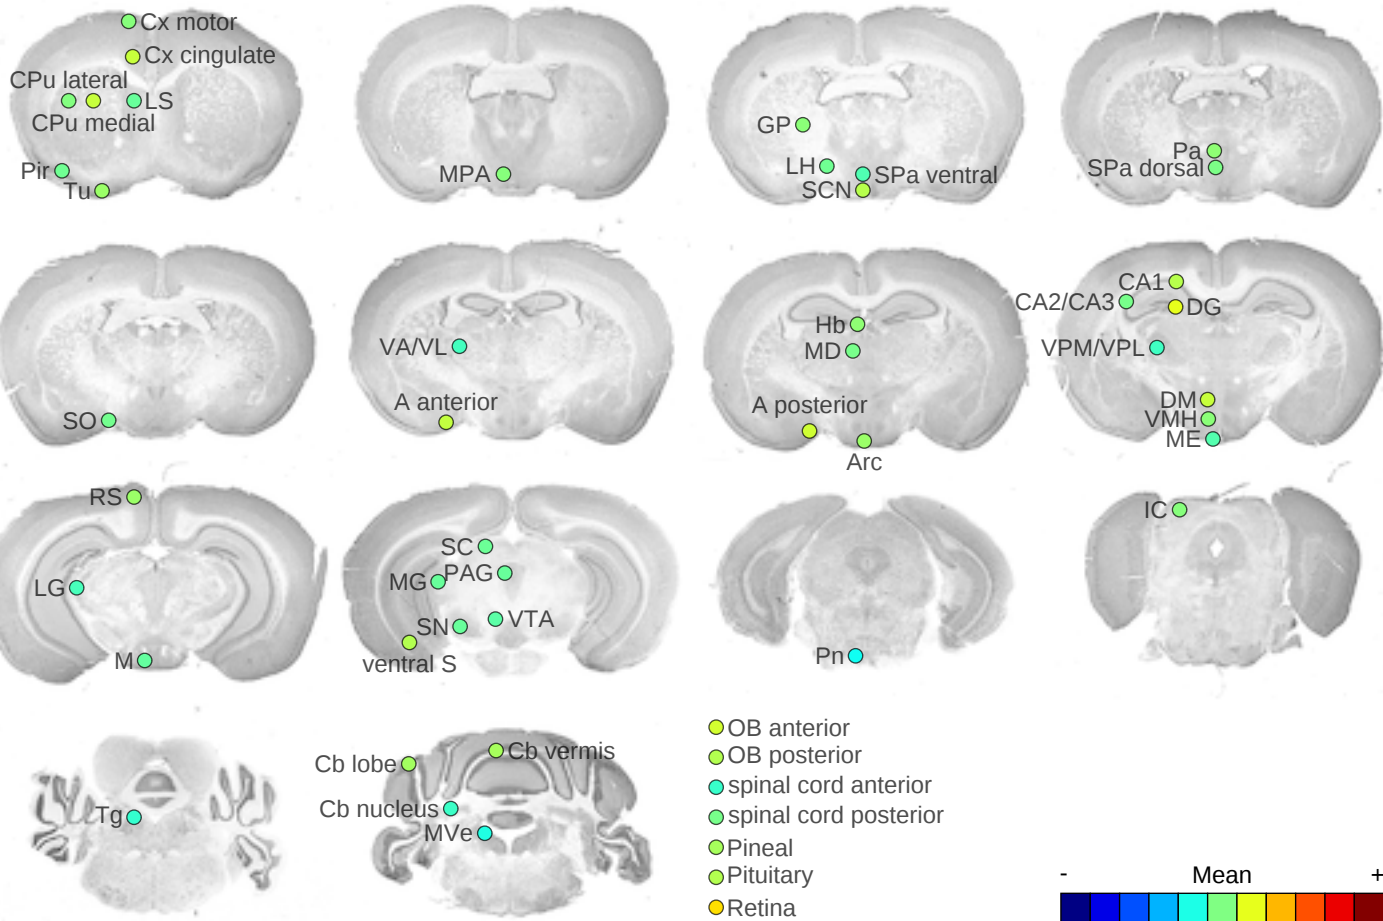 Cx motor
Cx cingulate
CPu lateral
LS
CPu medial
Pir
Tu
MPA
GP
LH
SPa ventral
SCN
Pa
SPa dorsal
SO
VA/VL
A anterior
Hb
MD
A posterior
Arc
CA1
CA2/CA3
DG
VPM/VPL
DM
VMH
ME
RS
LG
M
SC
MG
PAG
SN
VTA
ventral S
Pn
IC
Tg
Cb lobe
Cb vermis
Cb nucleus
MVe
OB anterior
OB posterior
spinal cord anterior
spinal cord posterior
Pineal
Pituitary
Retina
- Mean +